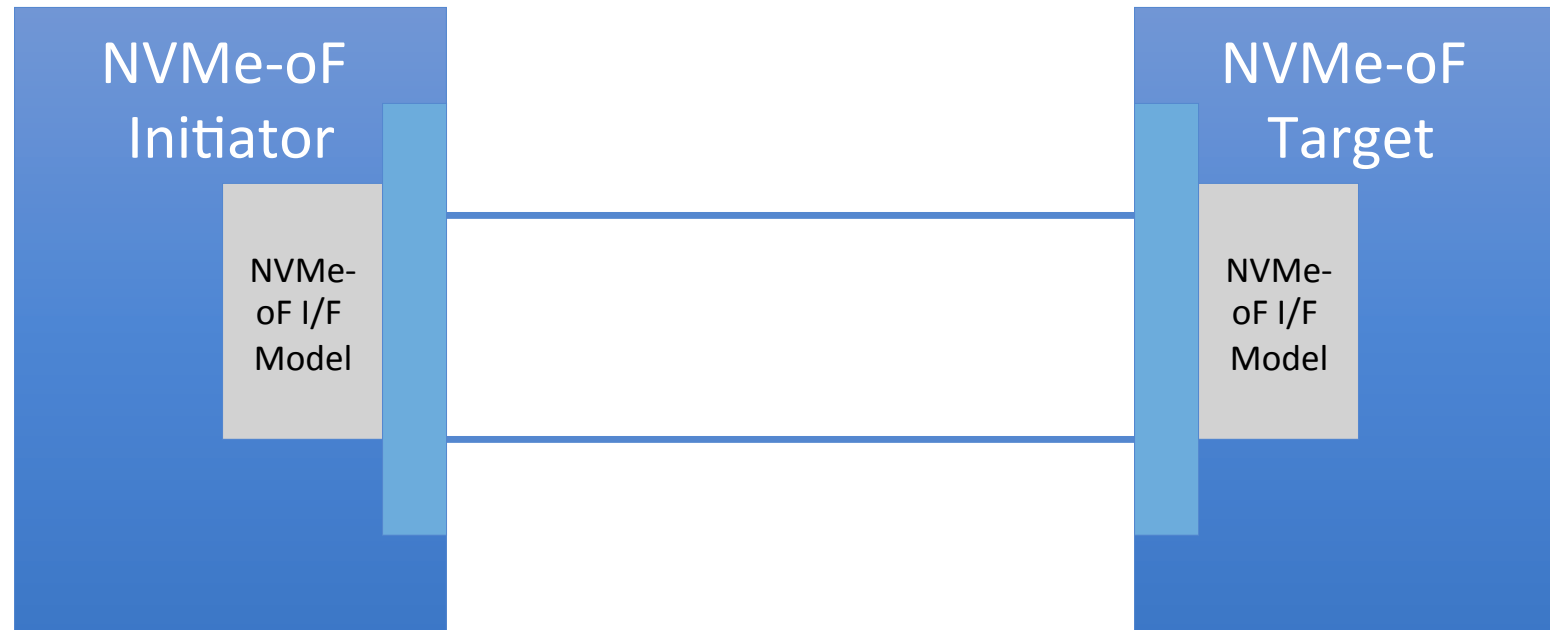 NVMe-oF
Initiator
NVMe-
oF I/F
Model
NVMe-oF
Target
NVMe-
oF I/F
Model